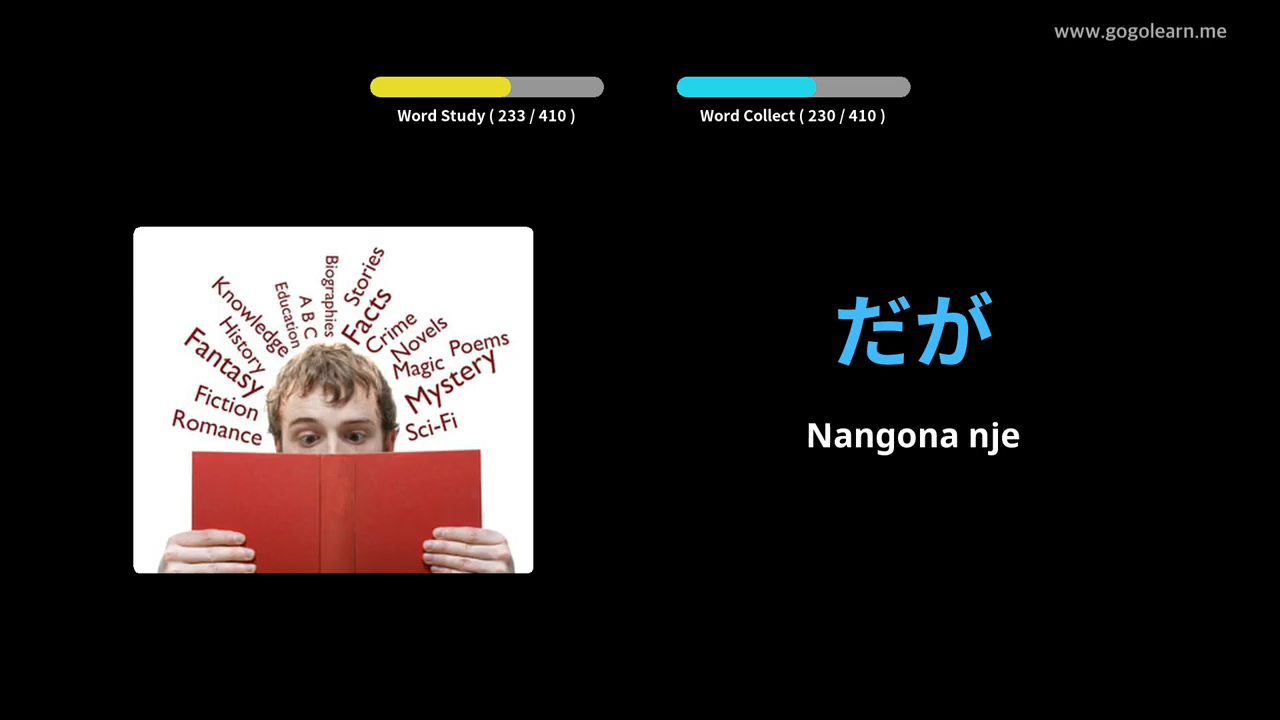 www.gogolearn.me
Word Study ( 233 / 410 )
Word Collect ( 230 / 410 )
Knowledge
History
Fantasy
Fiction
Romance
Education
A B C
Biographies
Stories
Facts
Crime
Novels
Magic
Poems
Mystery
Sci-Fi
だが
Nangona nje